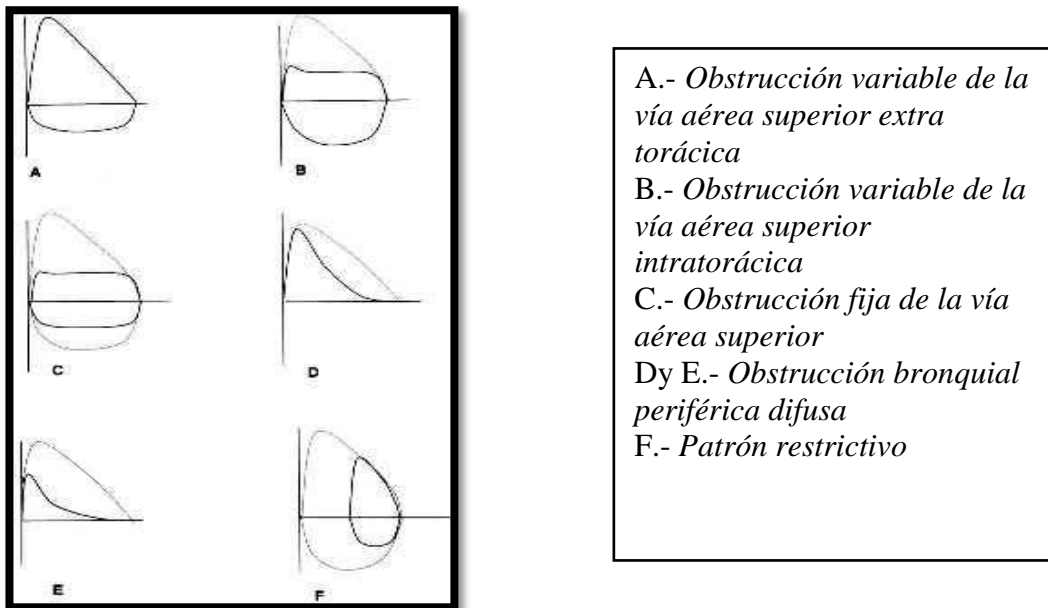 A
B
C
D
E
F
A.- Obstrucción variable de la
vía aérea superior extra
torácica
B.- Obstrucción variable de la
vía aérea superior
intratorácica
C.- Obstrucción fija de la vía
aérea superior
Dy E.- Obstrucción bronquial
periférica difusa
F.- Patrón restrictivo